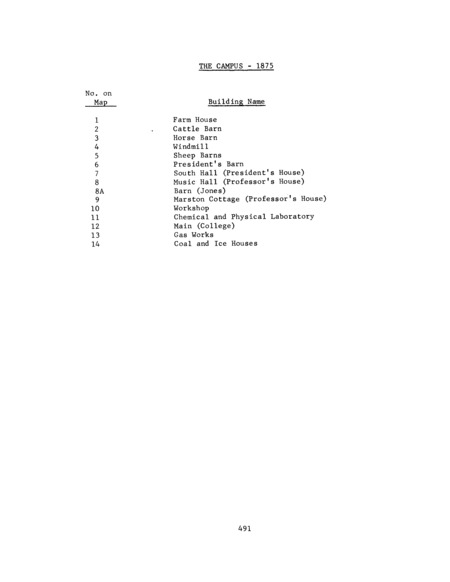 THE CAMPUS - 1875
No. on
Map Building Name
1 Farm House
2 Cattle Barn
3 Horse Barn
4 Windmill
5 Sheep Barns
6 President's Barn
7 South Hall (President's House)
8 Music Hall (Professor's House)
8A Barn (Jones)
9 Marston Cottage (Professor's House)
10 Workshop
11 Chemical and Physical Laboratory
12 Main (College)
13 Gas Works
14 Coal and Ice Houses
491